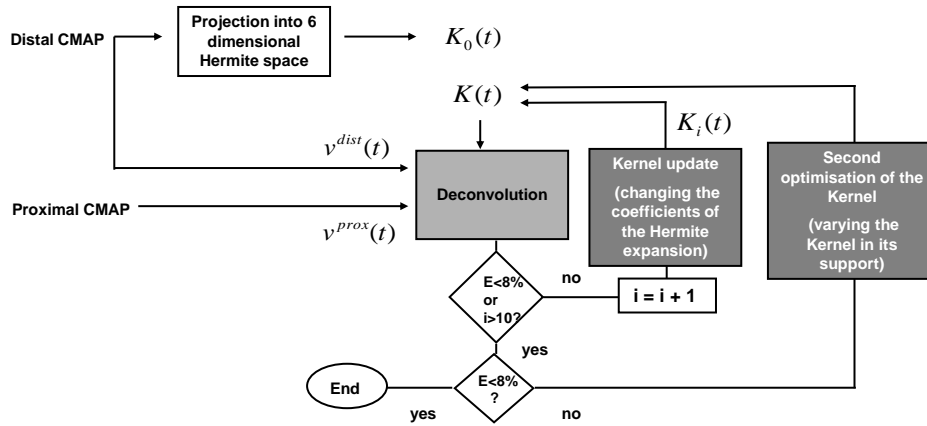 Projection into 6
dimensional
Hermite space
Distal CMAP
K₀(t)
K(t)
Kᵢ(t)
v^{dist}(t)
Deconvolution
Kernel update
(changing the
coefficients of
the Hermite
expansion)
Second
optimisation of the
Kernel
(varying the
Kernel in its
support)
Proximal CMAP
v^{prox}(t)
E<8%
or
i>10?
no
i = i + 1
yes
E<8%
?
End
yes
no